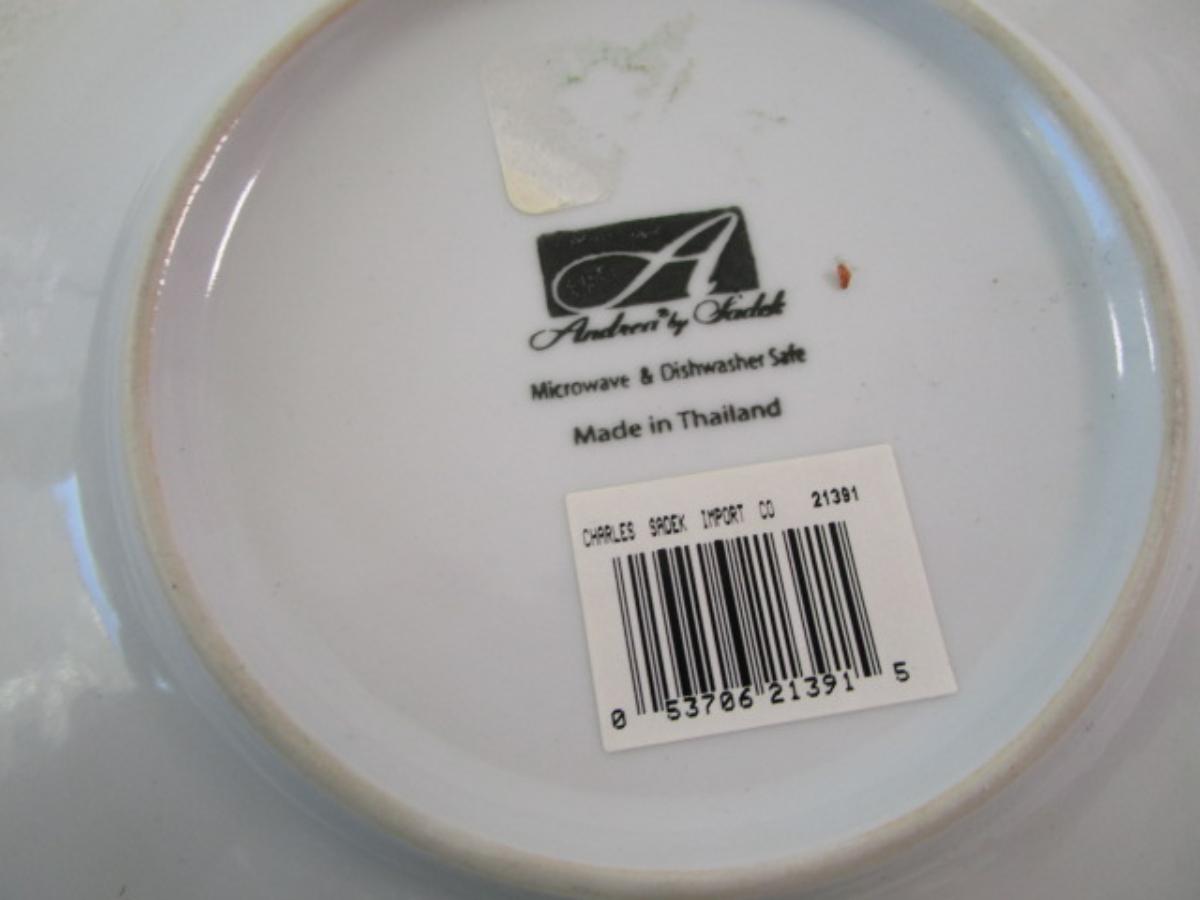 A
Andrea® by Sadek
Microwave & Dishwasher Safe
Made in Thailand
CHARLES SADEK IMPORT CO 21391
0 53706 21391 5